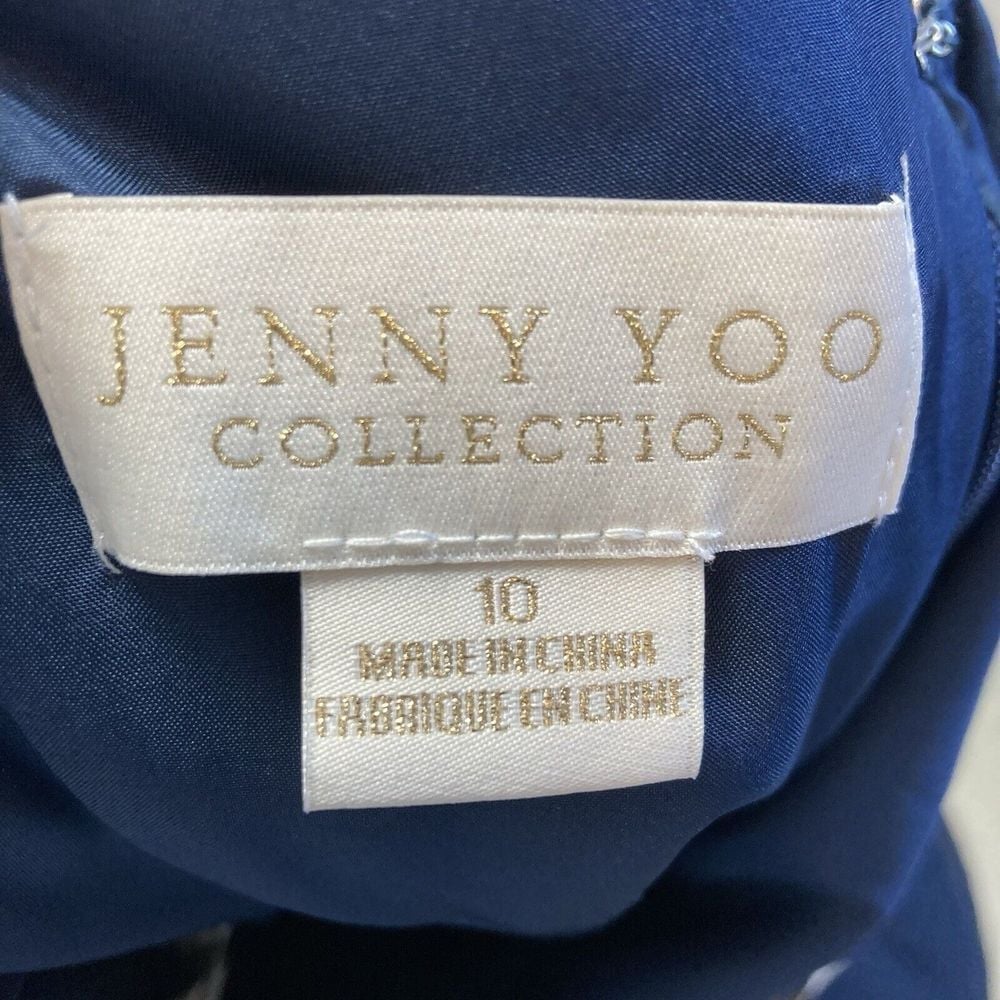 JENNY YOO
COLLECTION
10
MADE IN CHINA
FABRIQUE EN CHINE